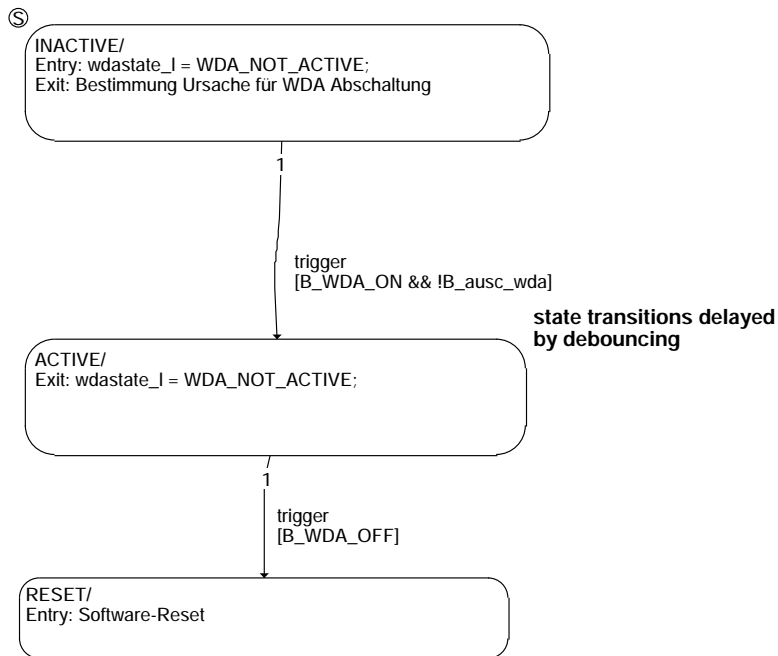 S
INACTIVE/
Entry: wdastate_l = WDA_NOT_ACTIVE;
Exit: Bestimmung Ursache für WDA Abschaltung
1
trigger
[B_WDA_ON && !B_ausc_wda]
state transitions delayed
by debouncing
ACTIVE/
Exit: wdastate_l = WDA_NOT_ACTIVE;
1
trigger
[B_WDA_OFF]
RESET/
Entry: Software-Reset